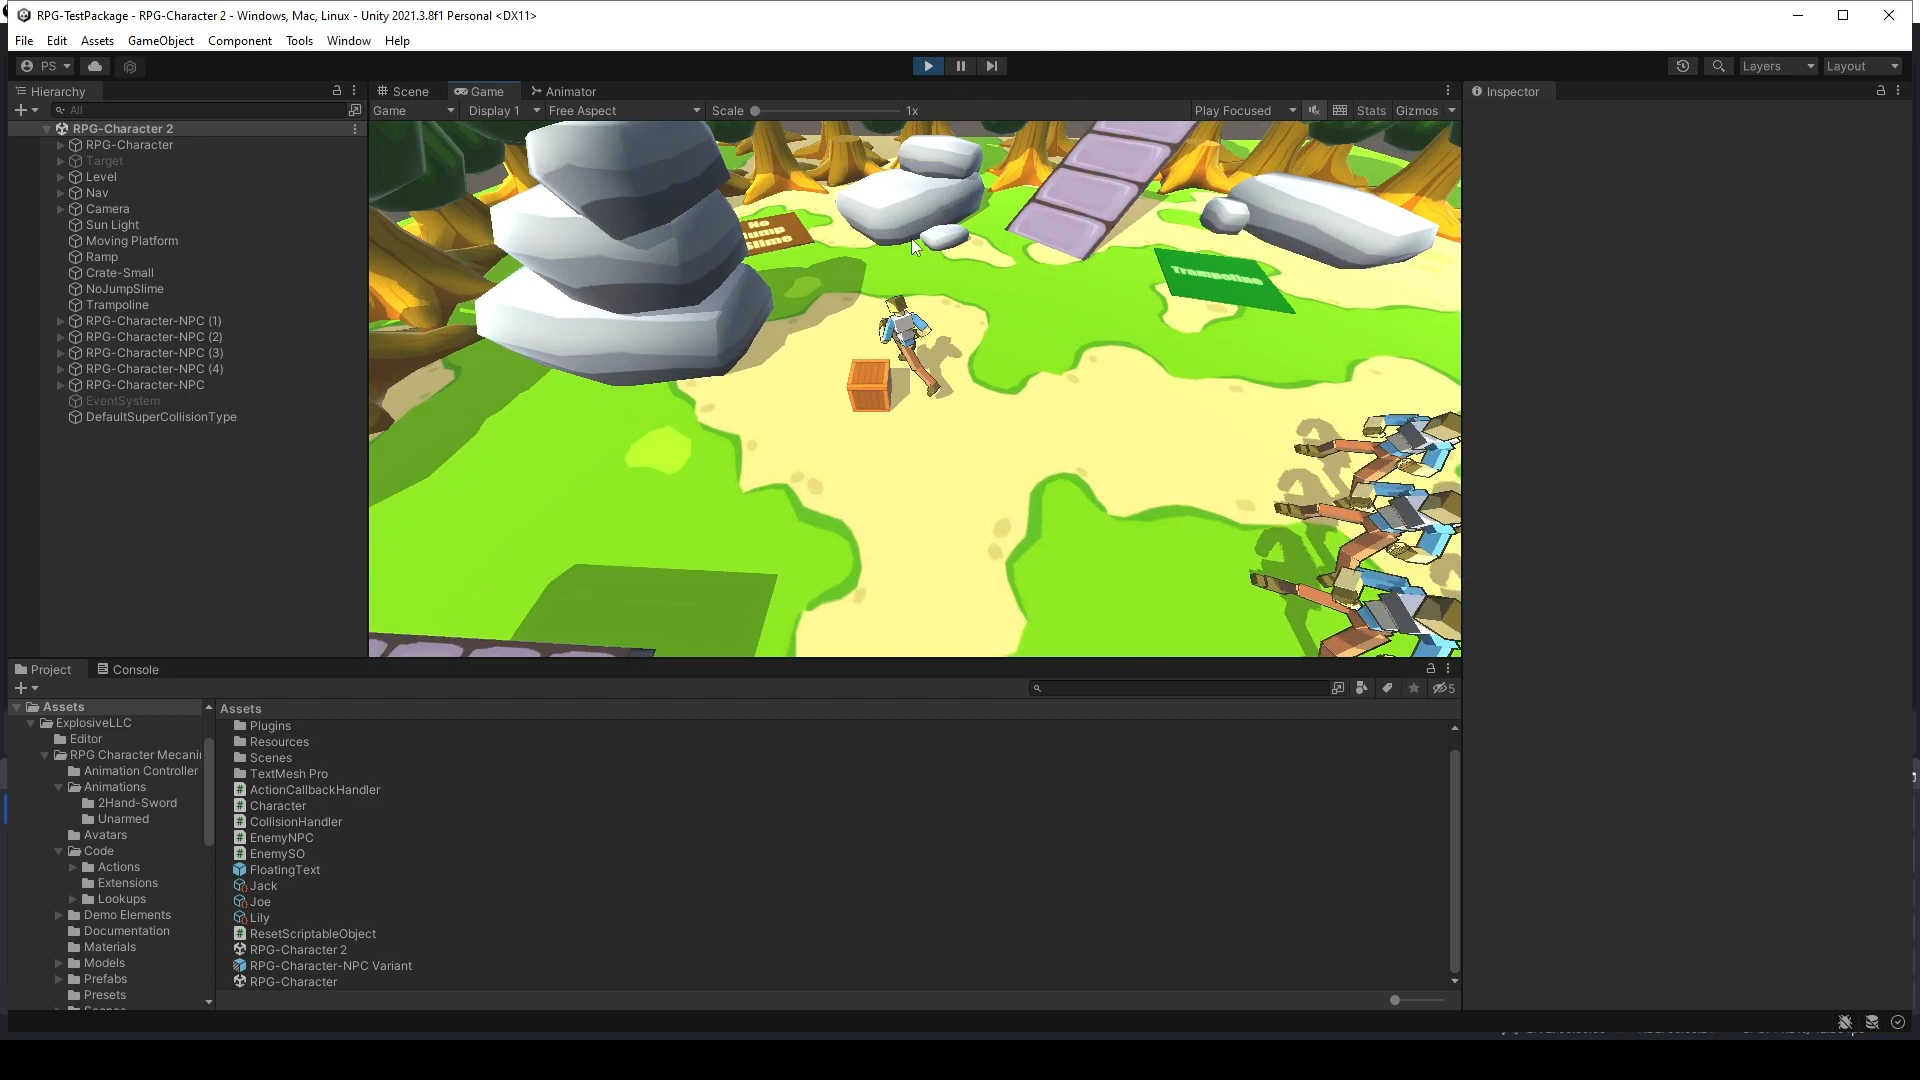 RPG-TestPackage - RPG-Character 2 - Windows, Mac, Linux - Unity 2021.3.8f1 Personal <DX11>
File Edit Assets GameObject Component Tools Window Help
PS
Layers
Layout
Hierarchy
All
RPG-Character 2
RPG-Character
Target
Level
Nav
Camera
Sun Light
Moving Platform
Ramp
Crate-Small
NoJumpSlime
Trampoline
RPG-Character-NPC (1)
RPG-Character-NPC (2)
RPG-Character-NPC (3)
RPG-Character-NPC (4)
RPG-Character-NPC
EventSystem
DefaultSuperCollisionType
Scene Game Animator
Game Display 1 Free Aspect Scale 1x Play Focused Stats Gizmos
No
Jump
Slime
Trampoline
Inspector
Project Console
5
Assets
ExplosiveLLC
Editor
RPG Character Mecani
Animation Controller
Animations
2Hand-Sword
Unarmed
Avatars
Code
Actions
Extensions
Lookups
Demo Elements
Documentation
Materials
Models
Prefabs
Presets
Assets
Plugins
Resources
Scenes
TextMesh Pro
ActionCallbackHandler
Character
CollisionHandler
EnemyNPC
EnemySO
FloatingText
Jack
Joe
Lily
ResetScriptableObject
RPG-Character 2
RPG-Character-NPC Variant
RPG-Character